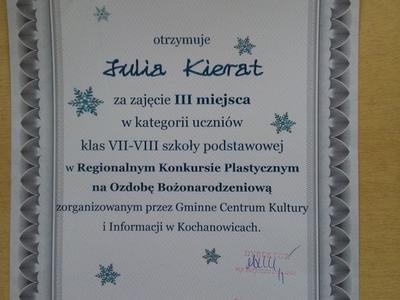 otrzymuje
Julia Kierat
za zajęcie III miejsca
w kategorii uczniów
klas VII-VIII szkoły podstawowej
w Regionalnym Konkursie Plastycznym
na Ozdobę Bożonarodzeniową
zorganizowanym przez Gminne Centrum Kultury
i Informacji w Kochanowicach.
DYREKTOR